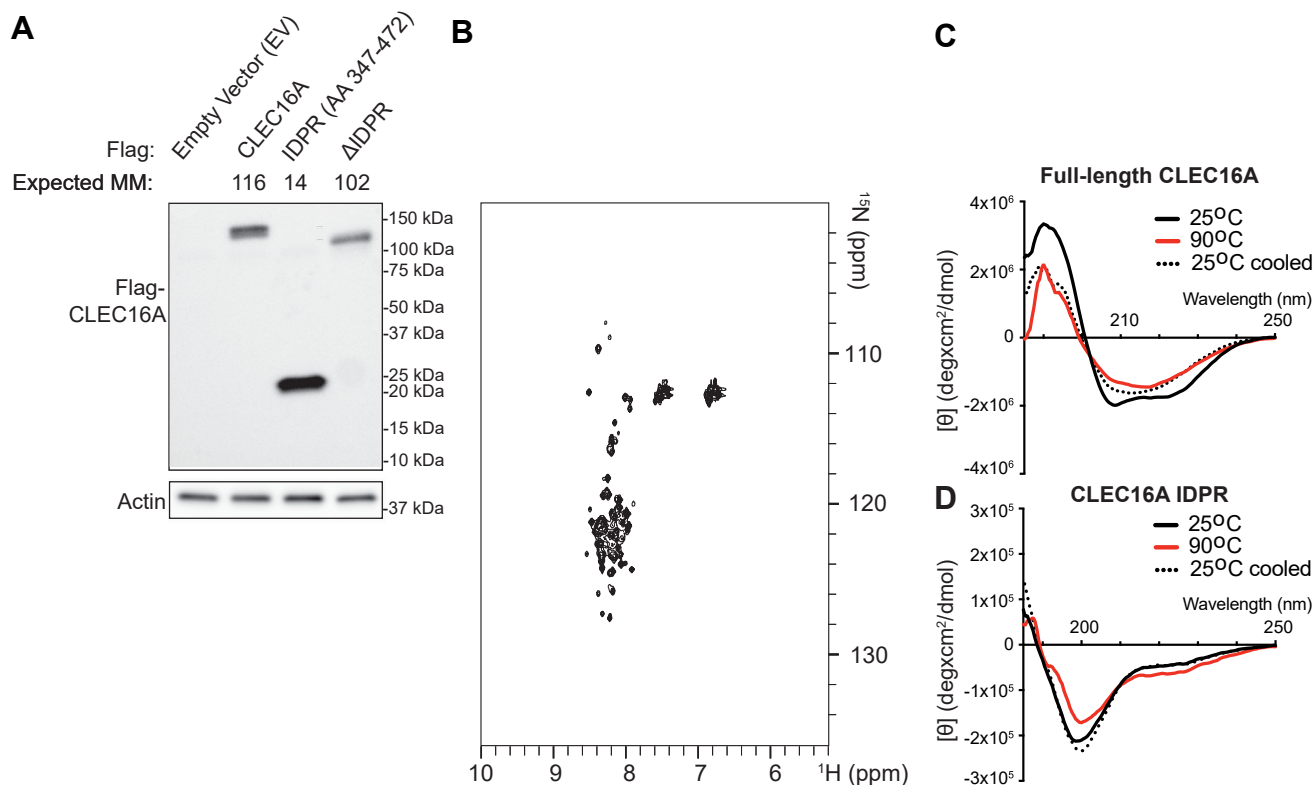 A
Empty Vector (EV)
CLEC16A
IDPR (AA 347-472)
ΔIDPR
Flag:
Expected MM: 116 14 102
-150 kDa
-100 kDa
-75 kDa
-50 kDa
-37 kDa
-25 kDa
-20 kDa
-15 kDa
-10 kDa
Flag-
CLEC16A
Actin
-37 kDa
B
¹⁵N (ppm)
110
120
130
10 9 8 7 6 ¹H (ppm)
C
Full-length CLEC16A
4x10⁶
2x10⁶
0
-2x10⁶
-4x10⁶
[θ] (degxcm²/dmol)
25ºC
90ºC
25ºC cooled
Wavelength (nm)
210 250
D
CLEC16A IDPR
3x10⁵
2x10⁵
1x10⁵
0
-1x10⁵
-2x10⁵
-3x10⁵
[θ] (degxcm²/dmol)
25ºC
90ºC
25ºC cooled
Wavelength (nm)
200 250